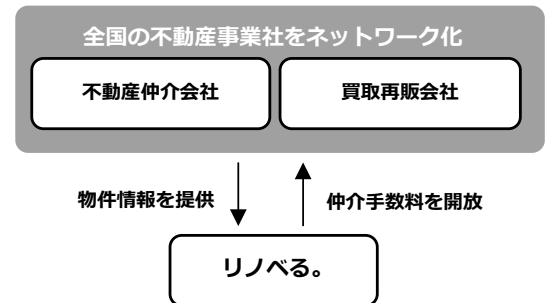 全国の不動産事業社をネットワーク化
不動産仲介会社
買取再販会社
物件情報を提供
仲介手数料を開放
リノベる。